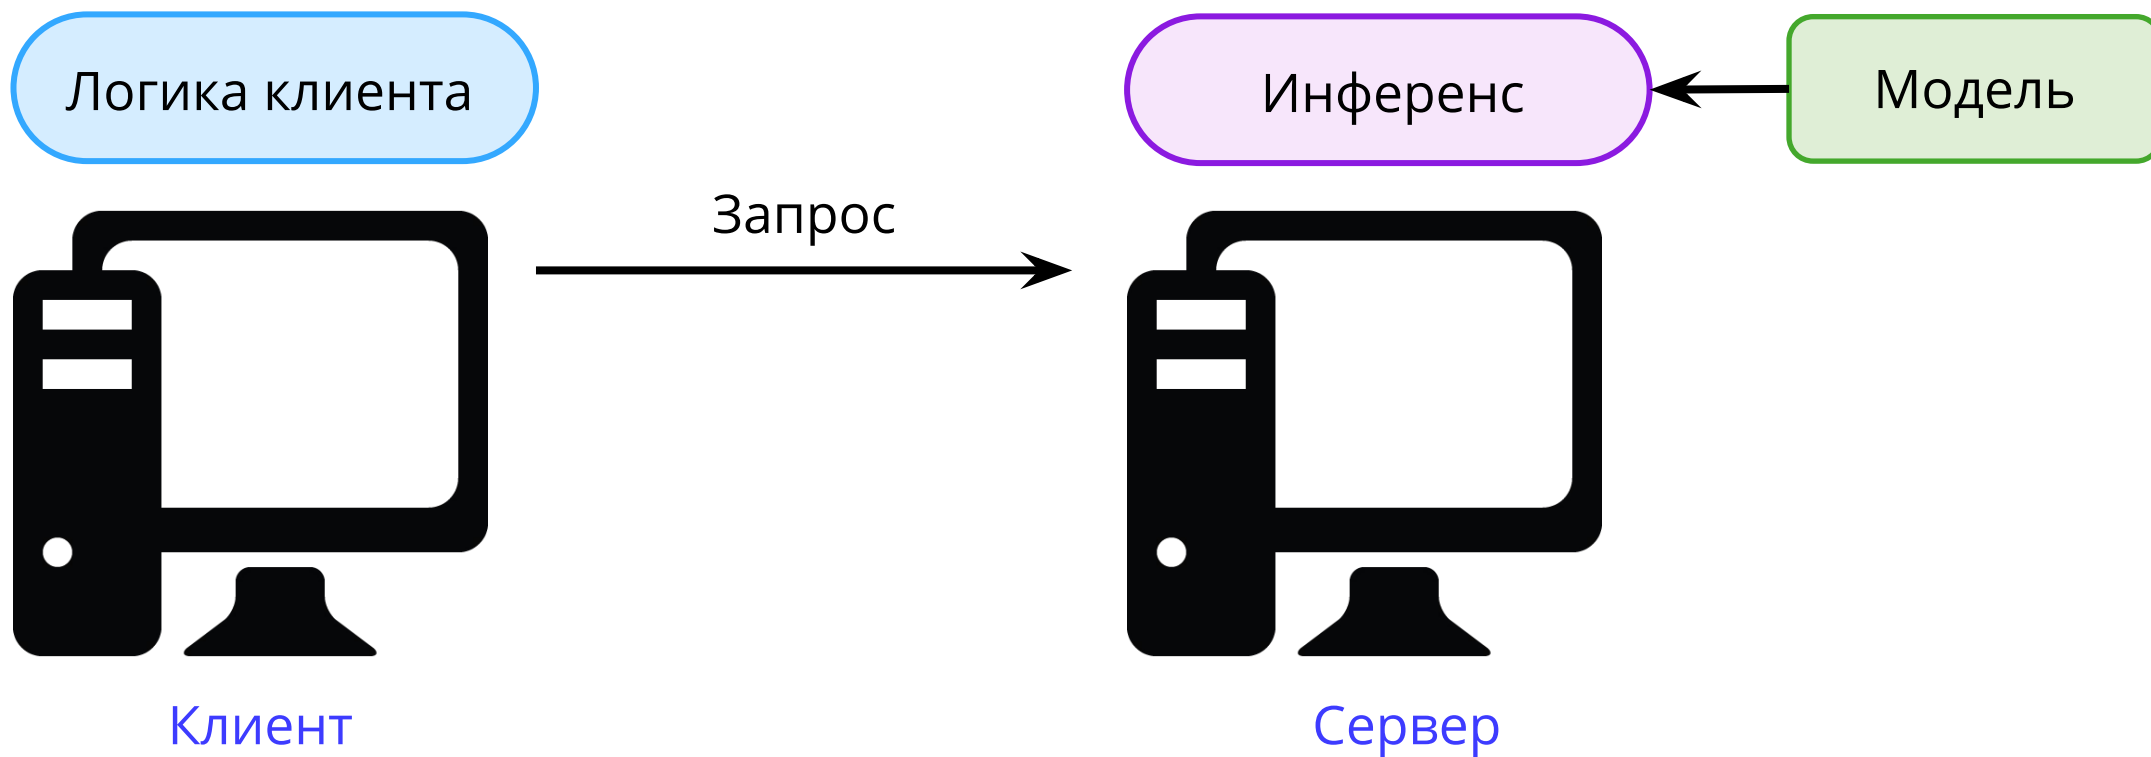 Логика клиента
Инференс
Модель
Запрос
Клиент
Сервер